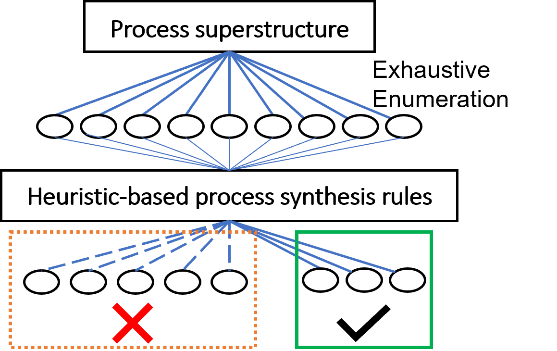 Process superstructure
Exhaustive
Enumeration
Heuristic-based process synthesis rules